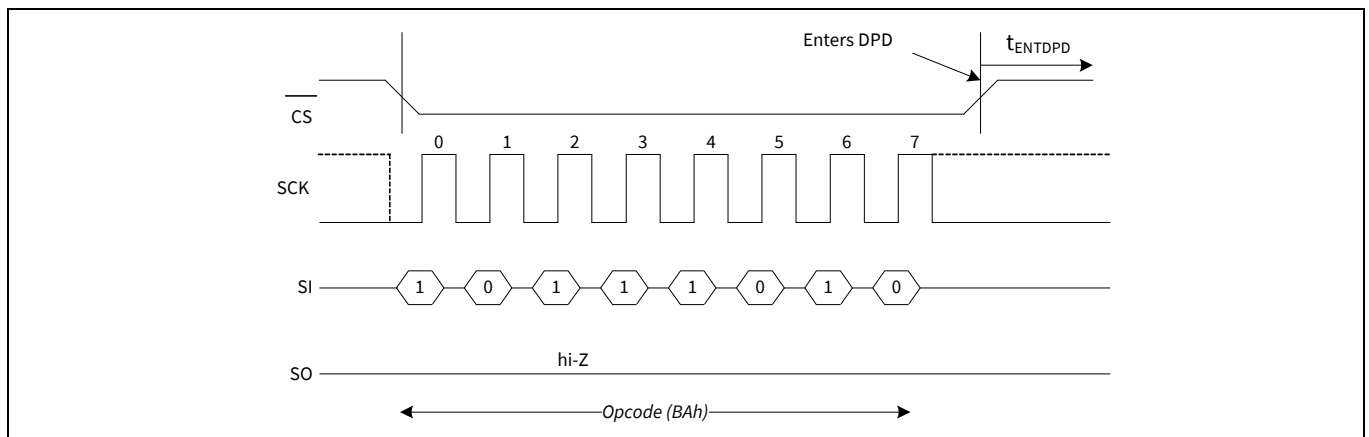 Enters DPD
tENTDPD
CS
0 1 2 3 4 5 6 7
SCK
SI 1 0 1 1 1 0 1 0
hi-Z
SO
Opcode (BAh)